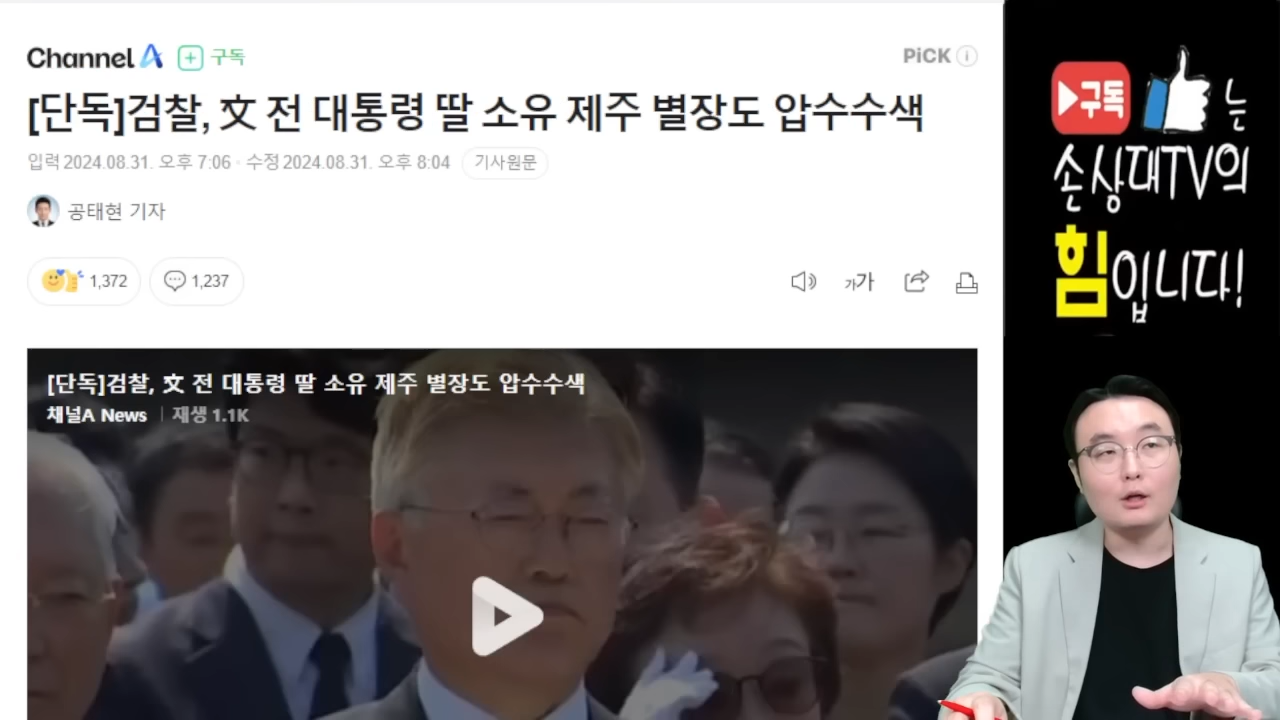 Channel A 구독
PiCK
[단독]검찰, 文 전 대통령 딸 소유 제주 별장도 압수수색
입력 2024.08.31. 오후 7:06 · 수정 2024.08.31. 오후 8:04 기사원문
공태현 기자
1,372 1,237
가가
[단독]검찰, 文 전 대통령 딸 소유 제주 별장도 압수수색
채널A News 재생 1.1K
구독 는
손상대TV의
힘입니다!